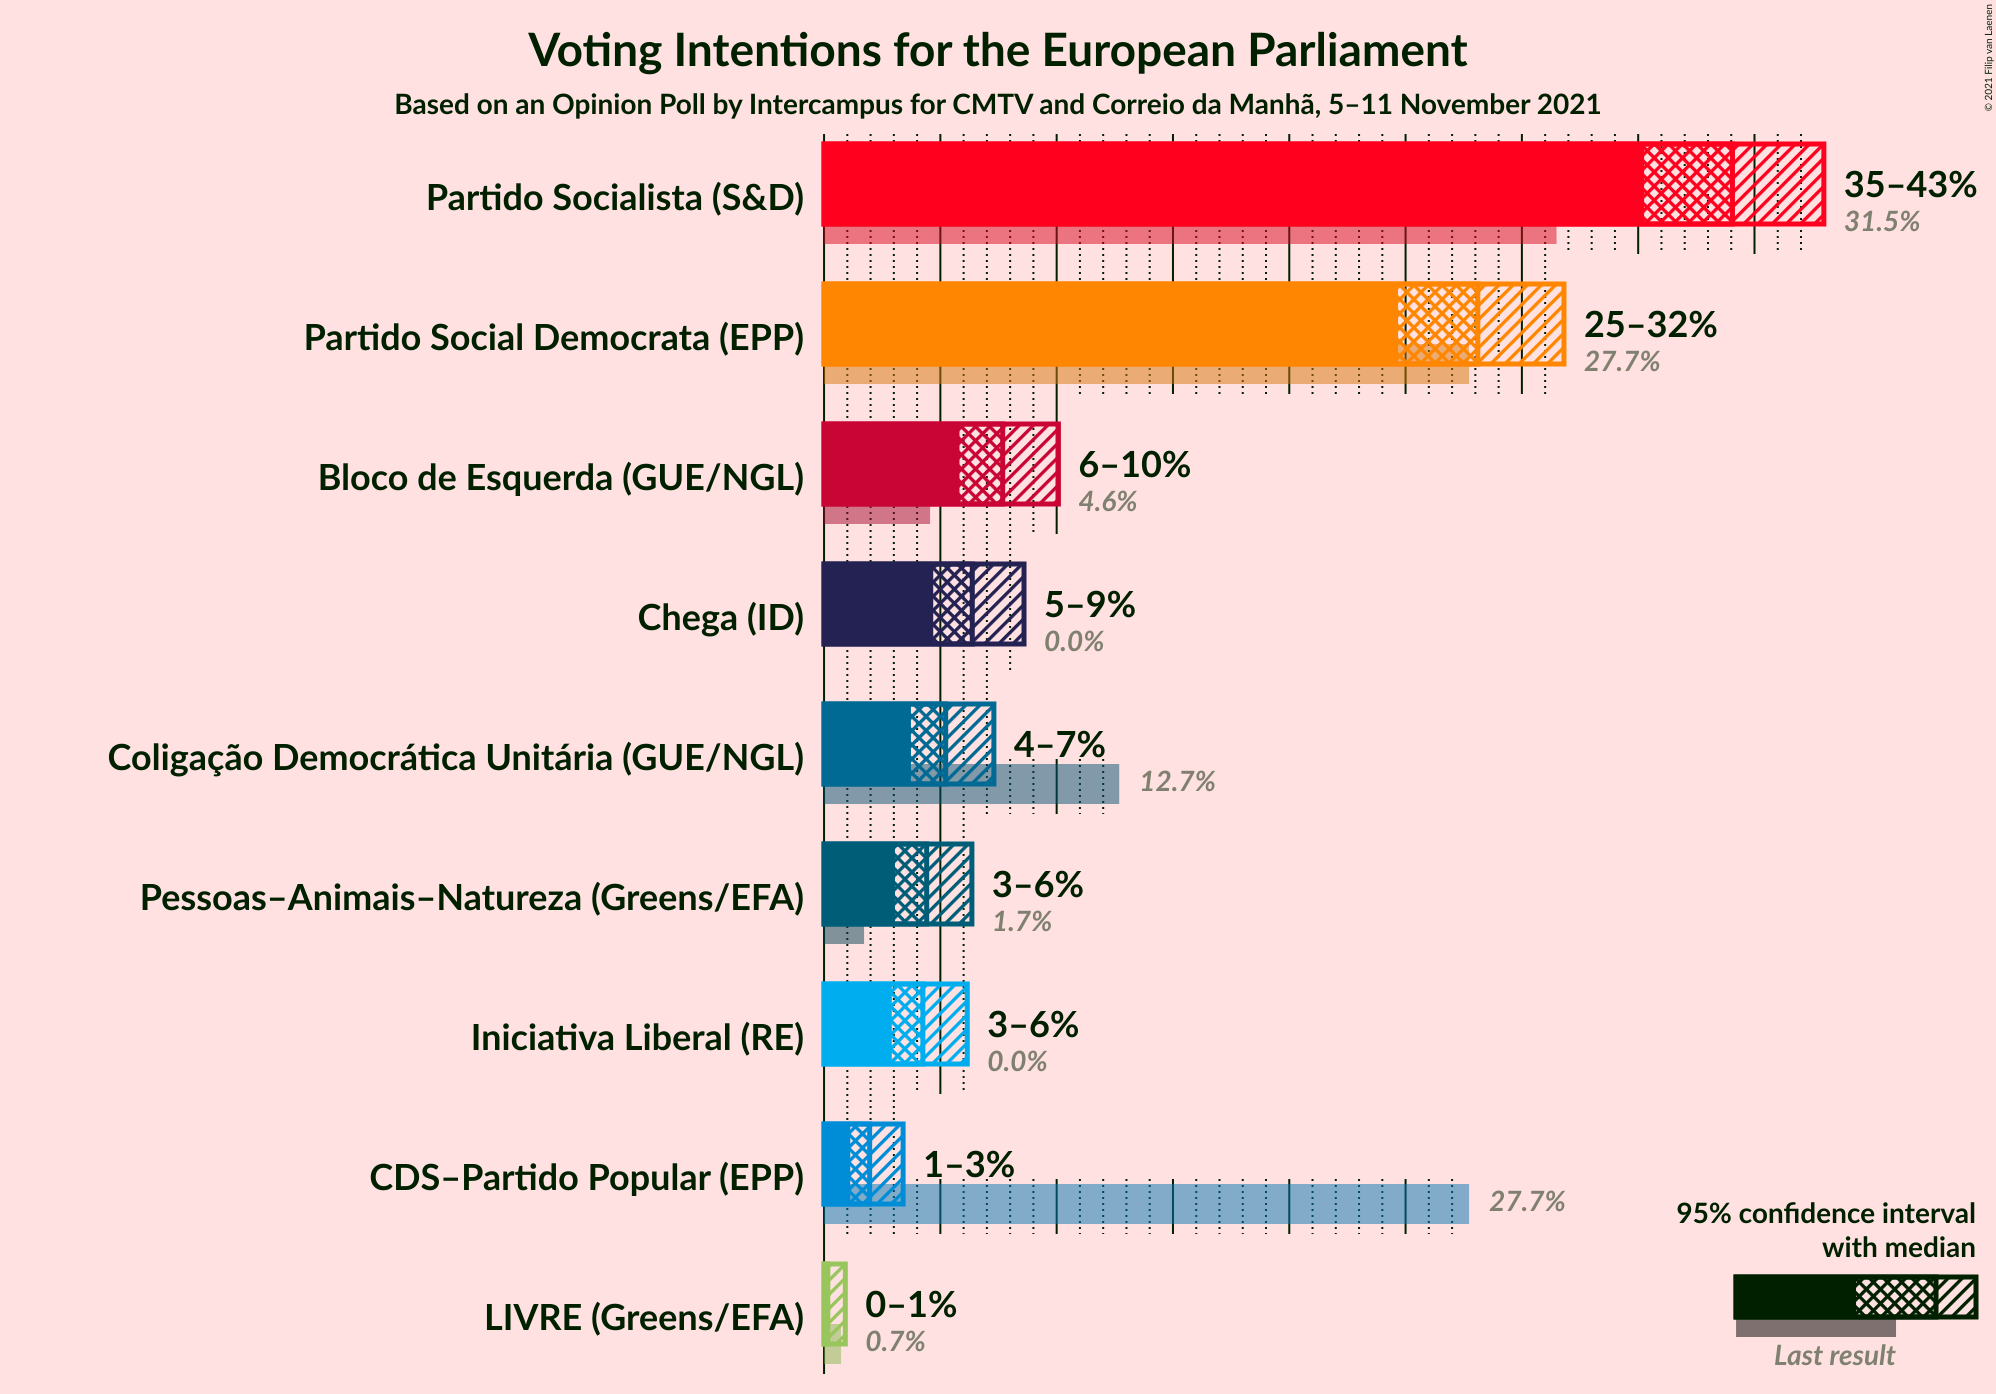 Voting Intentions for the European Parliament
Based on an Opinion Poll by Intercampus for CMTV and Correio da Manhã, 5–11 November 2021
© 2021 Filip van Laenen
Partido Socialista (S&D)
35–43%
31.5%
Partido Social Democrata (EPP)
25–32%
27.7%
Bloco de Esquerda (GUE/NGL)
6–10%
4.6%
Chega (ID)
5–9%
0.0%
Coligação Democrática Unitária (GUE/NGL)
4–7%
12.7%
Pessoas–Animais–Natureza (Greens/EFA)
3–6%
1.7%
Iniciativa Liberal (RE)
3–6%
0.0%
CDS–Partido Popular (EPP)
1–3%
27.7%
LIVRE (Greens/EFA)
0–1%
0.7%
95% confidence interval
with median
Last result